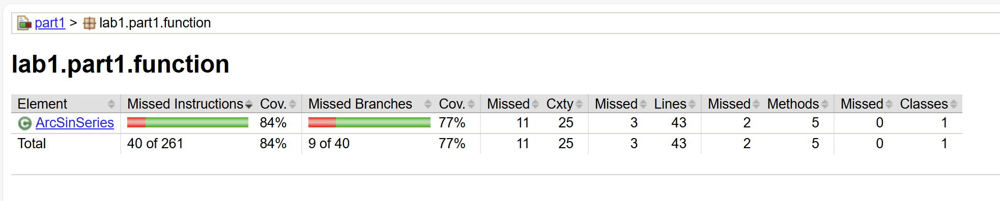 part1 > lab1.part1.function
lab1.part1.function
Element Missed Instructions Cov. Missed Branches Cov. Missed Cxty Missed Lines Missed Methods Missed Classes
C ArcSinSeries 84% 77% 11 25 3 43 2 5 0 1
Total 40 of 261 84% 9 of 40 77% 11 25 3 43 2 5 0 1